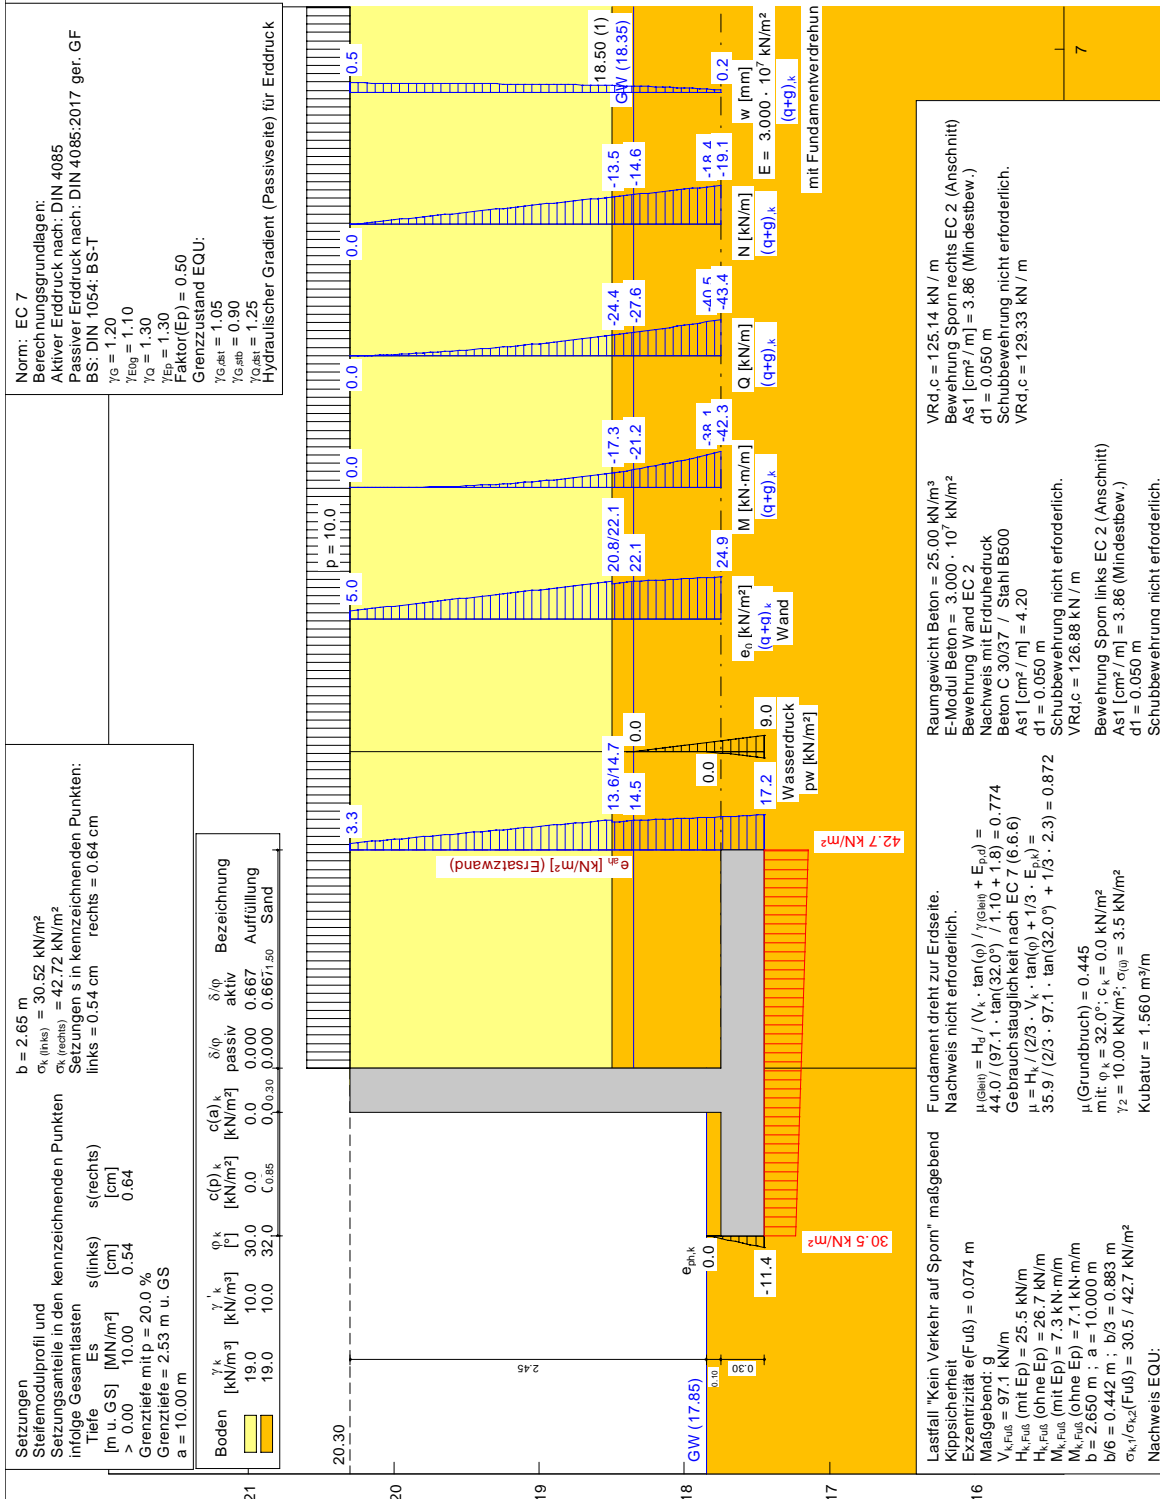 Setzungen
Steifemodulprofil und
Setzungsanteile in den kennzeichnenden Punkten
infolge Gesamtlasten
Tiefe Es s(links) s(rechts)
[m u. GS] [MN/m²] [cm] [cm]
> 0.00 10.00 0.54 0.64
Grenztiefe mit p = 20.0 %
Grenztiefe = 2.53 m u. GS
a = 10.00 m
b = 2.65 m
σk (links) = 30.52 kN/m²
σk (rechts) = 42.72 kN/m²
Setzungen s in kennzeichnenden Punkten:
links = 0.54 cm rechts = 0.64 cm
Norm: EC 7
Berechnungsgrundlagen:
Aktiver Erddruck nach: DIN 4085
Passiver Erddruck nach: DIN 4085:2017 ger. GF
BS: DIN 1054: BS-T
γG = 1.20
γE0g = 1.10
γQ = 1.30
γEp = 1.30
Faktor(Ep) = 0.50
Grenzzustand EQU:
γG,dst = 1.05
γG,stb = 0.90
γQ,dst = 1.25
Hydraulischer Gradient (Passivseite) für Erddruck
Boden γk γ'k φk c(p)k c(a)k δ/φ δ/φ Bezeichnung
[kN/m³] [kN/m³] [°] [kN/m²] [kN/m²] passiv aktiv
19.0 10.0 30.0 0.0 0.0 0.000 0.667 Auffülllung
19.0 10.0 32.0 0.000 0.667 Sand
0.85
0.30
1.50
21
20
19
18
17
16
7
20.30
2.45
0.10
0.30
GW (17.85)
eph,k
0.0
-11.4
30.5 kN/m²
42.7 kN/m²
eah [kN/m²] (Ersatzwand)
3.3
13.6/14.7
14.5
17.2
0.0
0.0
9.0
Wasserdruck
pw [kN/m²]
p = 10.0
5.0
20.8/22.1
22.1
24.9
e0 [kN/m²]
(q+g),k
Wand
0.0
-17.3
-21.2
-38.1
-42.3
M [kN·m/m]
(q+g),k
0.0
-24.4
-27.6
-40.5
-43.4
Q [kN/m]
(q+g),k
0.0
-13.5
-14.6
-18.4
-19.1
N [kN/m]
(q+g),k
0.5
18.50 (1)
GW (18.35)
0.2
w [mm]
E = 3.000 · 10⁷ kN/m²
(q+g),k
mit Fundamentverdrehun
Lastfall "Kein Verkehr auf Sporn" maßgebend
Kippsicherheit
Exzentrizität e(Fuß) = 0.074 m
Maßgebend: g
Vk,Fuß = 97.1 kN/m
Hk,Fuß (mit Ep) = 25.5 kN/m
Hk,Fuß (ohne Ep) = 26.7 kN/m
Mk,Fuß (mit Ep) = 7.3 kN·m/m
Mk,Fuß (ohne Ep) = 7.1 kN·m/m
b = 2.650 m ; a = 10.000 m
b/6 = 0.442 m ; b/3 = 0.883 m
σk,1/σk,2(Fuß) = 30.5 / 42.7 kN/m²
Nachweis EQU:
Fundament dreht zur Erdseite.
Nachweis nicht erforderlich.
μ(Gleit) = Hd / (Vk · tan(φ) / γ(Gleit) + Ep,d) =
44.0 / (97.1 · tan(32.0°) / 1.10 + 1.8) = 0.774
Gebrauchstauglichkeit nach EC 7 (6.6.6)
μ = Hk / (2/3 · Vk · tan(φ) + 1/3 · Ep,k) =
35.9 / (2/3 · 97.1 · tan(32.0°) + 1/3 · 2.3) = 0.872
μ(Grundbruch) = 0.445
mit: φk = 32.0°; ck = 0.0 kN/m²
γ2 = 10.00 kN/m²; σ(ü) = 3.5 kN/m²
Kubatur = 1.560 m³/m
Raumgewicht Beton = 25.00 kN/m³
E-Modul Beton = 3.000 · 10⁷ kN/m²
Bewehrung Wand EC 2
Nachweis mit Erdruhedruck
Beton C 30/37 / Stahl B500
As1 [cm² / m] = 4.20
d1 = 0.050 m
Schubbewehrung nicht erforderlich.
VRd,c = 126.88 kN / m
Bewehrung Sporn links EC 2 (Anschnitt)
As1 [cm² / m] = 3.86 (Mindestbew.)
d1 = 0.050 m
Schubbewehrung nicht erforderlich.
VRd,c = 125.14 kN / m
Bewehrung Sporn rechts EC 2 (Anschnitt)
As1 [cm² / m] = 3.86 (Mindestbew.)
d1 = 0.050 m
Schubbewehrung nicht erforderlich.
VRd,c = 129.33 kN / m